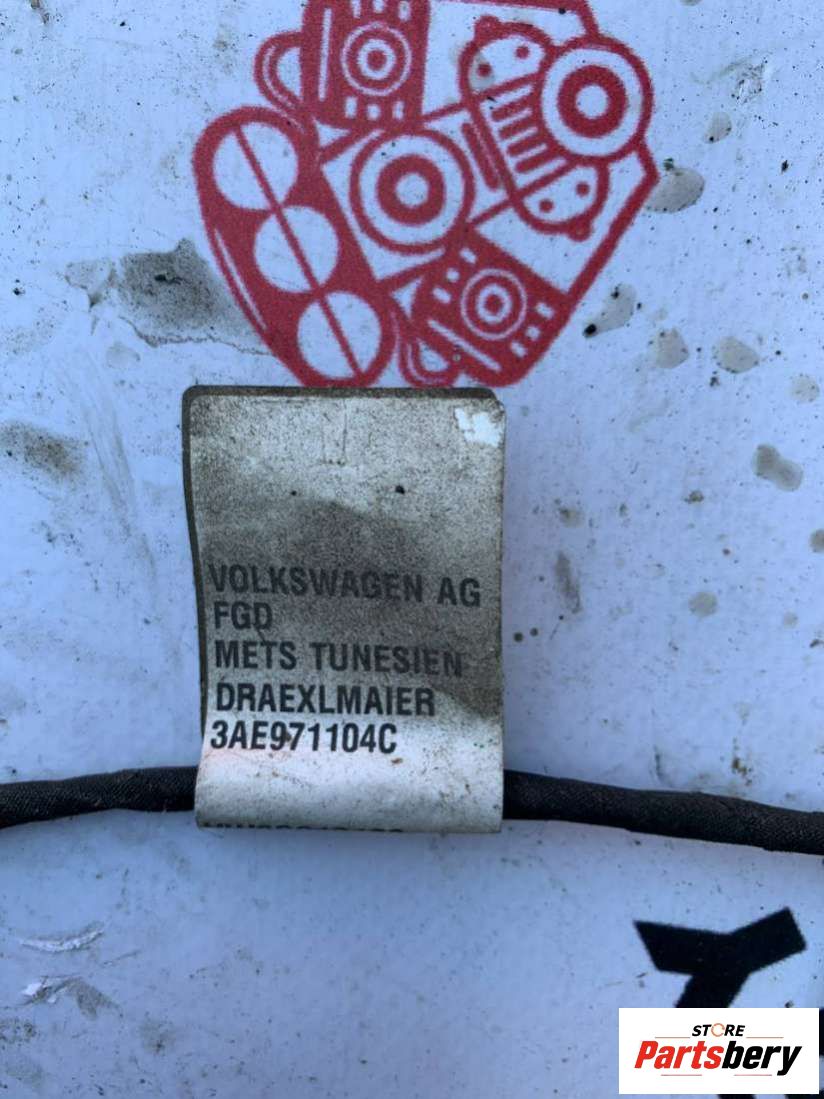 VOLKSWAGEN AG
FGD
METS TUNESIEN
DRAEXLMAIER
3AE971104C
STORE
Partsbery